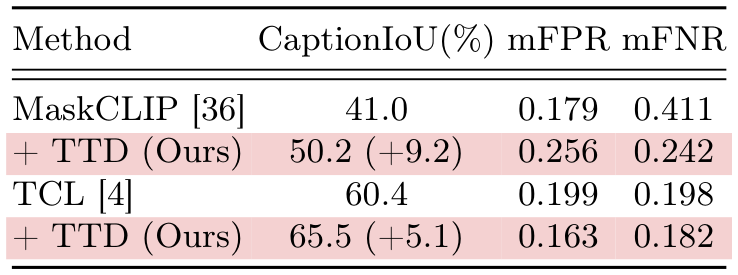 Method CaptionIoU(%) mFPR mFNR
MaskCLIP [36] 41.0 0.179 0.411
+ TTD (Ours) 50.2 (+9.2) 0.256 0.242
TCL [4] 60.4 0.199 0.198
+ TTD (Ours) 65.5 (+5.1) 0.163 0.182